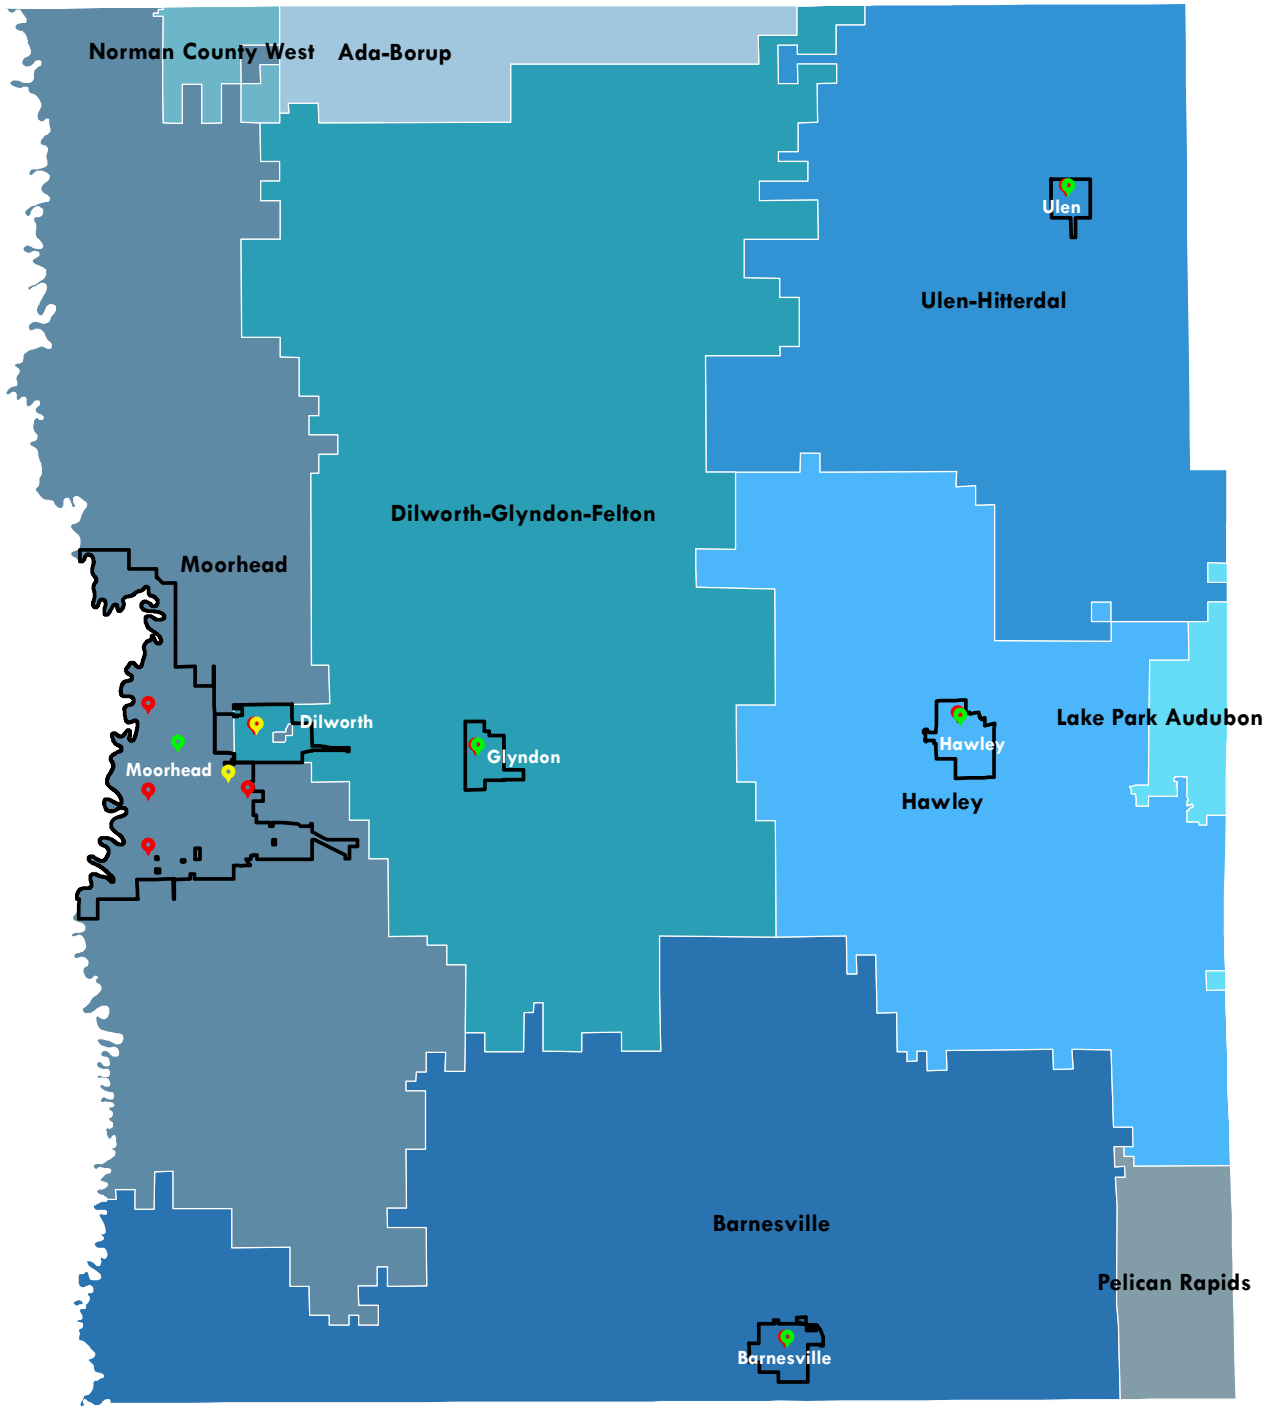 Norman County West
Ada-Borup
Ulen
Ulen-Hitterdal
Dilworth-Glyndon-Felton
Moorhead
Dilworth
Lake Park Audubon
Hawley
Glyndon
Moorhead
Hawley
Barnesville
Pelican Rapids
Barnesville